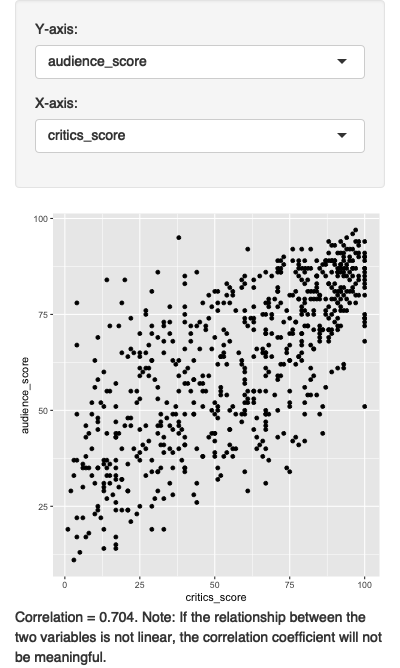 Y-axis:
audience_score
X-axis:
critics_score
100
75
50
25
audience_score
0
25
50
75
100
critics_score
Correlation = 0.704. Note: If the relationship between the
two variables is not linear, the correlation coefficient will not
be meaningful.